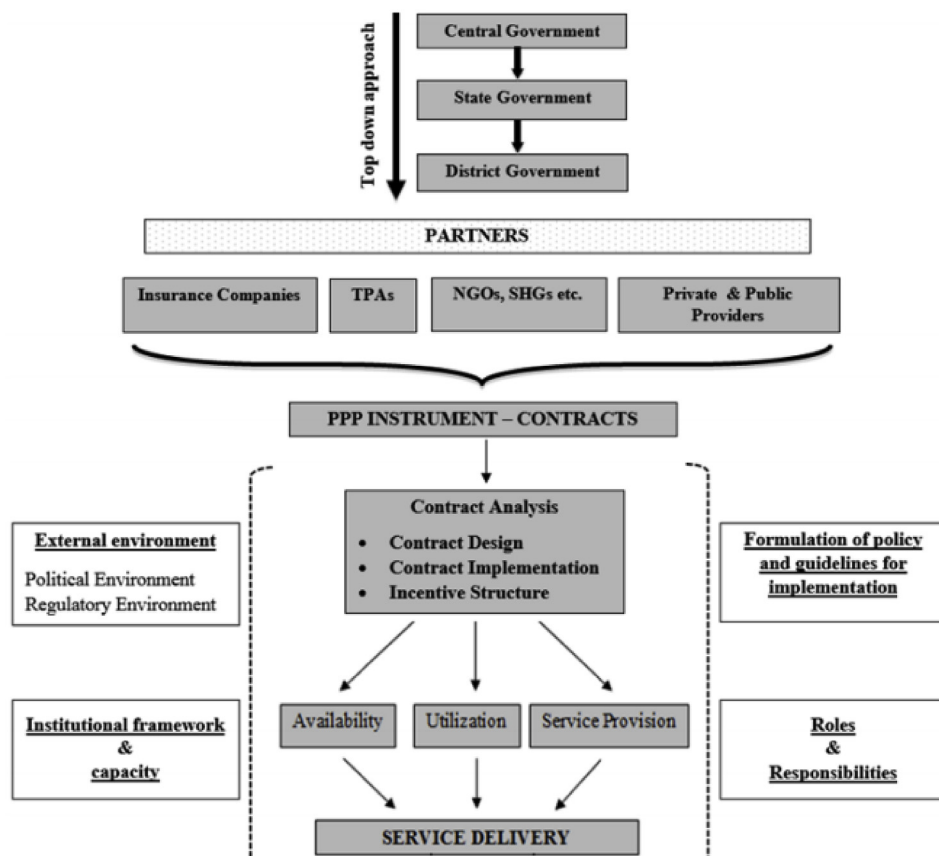 Top down approach
Central Government
State Government
District Government
PARTNERS
Insurance Companies
TPAs
NGOs, SHGs etc.
Private & Public
Providers
PPP INSTRUMENT – CONTRACTS
Contract Analysis
• Contract Design
• Contract Implementation
• Incentive Structure
External environment
Political Environment
Regulatory Environment
Formulation of policy
and guidelines for
implementation
Availability
Utilization
Service Provision
Institutional framework
&
capacity
Roles
&
Responsibilities
SERVICE DELIVERY